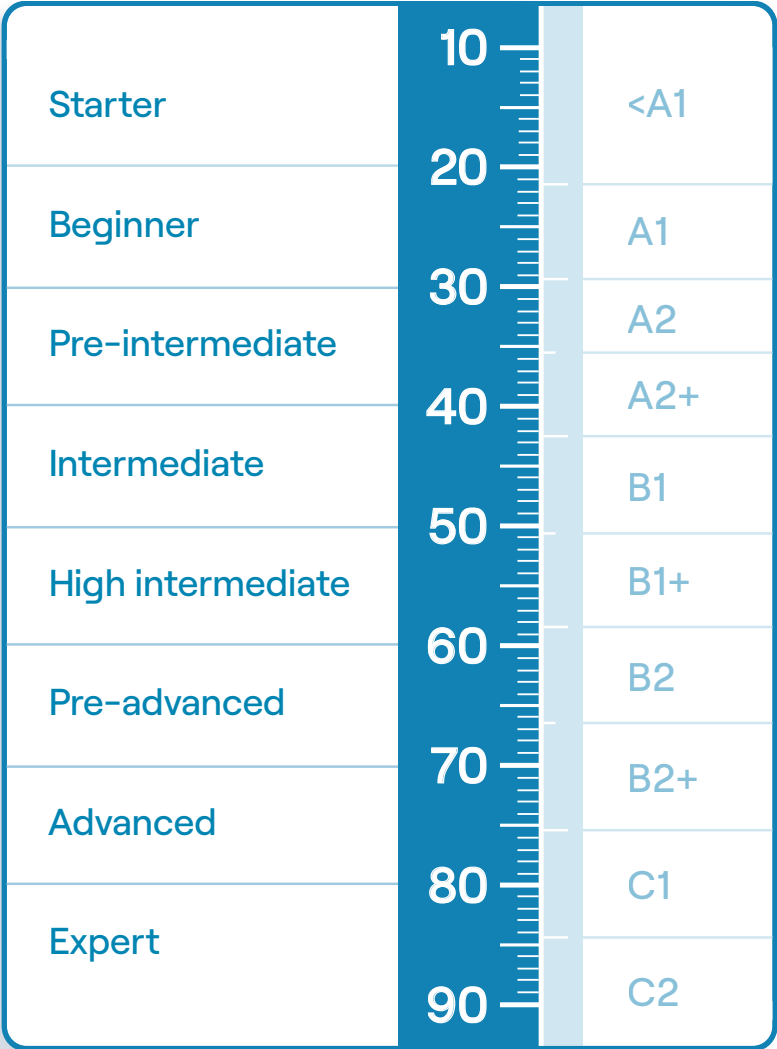 Starter
Beginner
Pre-intermediate
Intermediate
High intermediate
Pre-advanced
Advanced
Expert
10
20
30
40
50
60
70
80
90
<A1
A1
A2
A2+
B1
B1+
B2
B2+
C1
C2